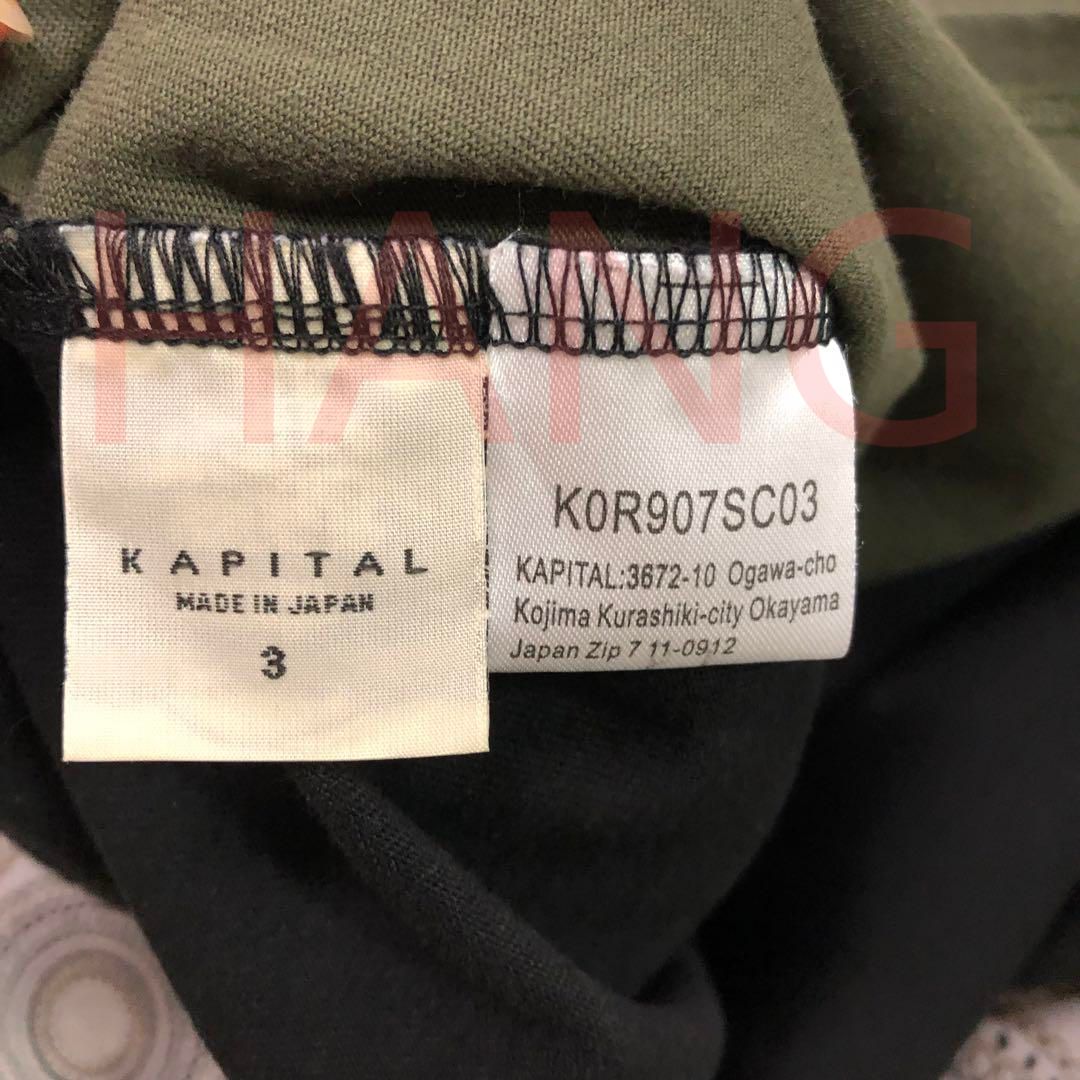 HANG
KAPITAL
MADE IN JAPAN
3
K0R907SC03
KAPITAL:3672-10 Ogawa-cho
Kojima Kurashiki-city Okayama
Japan Zip 7 11-0912